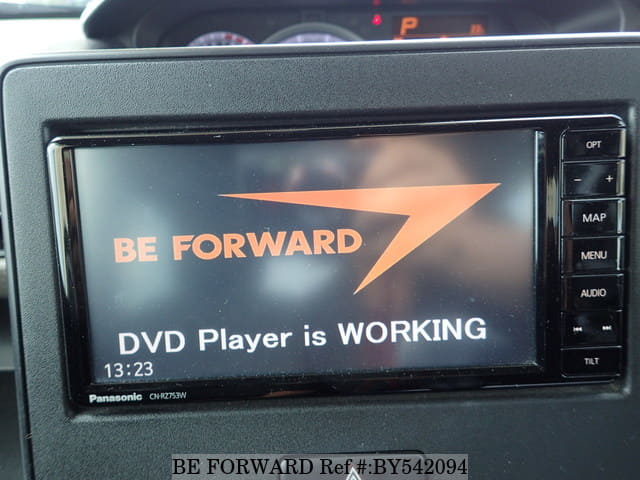 P
OPT
- +
BE FORWARD
MAP
MENU
AUDIO
DVD Player is WORKING
13:23
TILT
Panasonic CN-RZ753W
BE FORWARD Ref#:BY542094